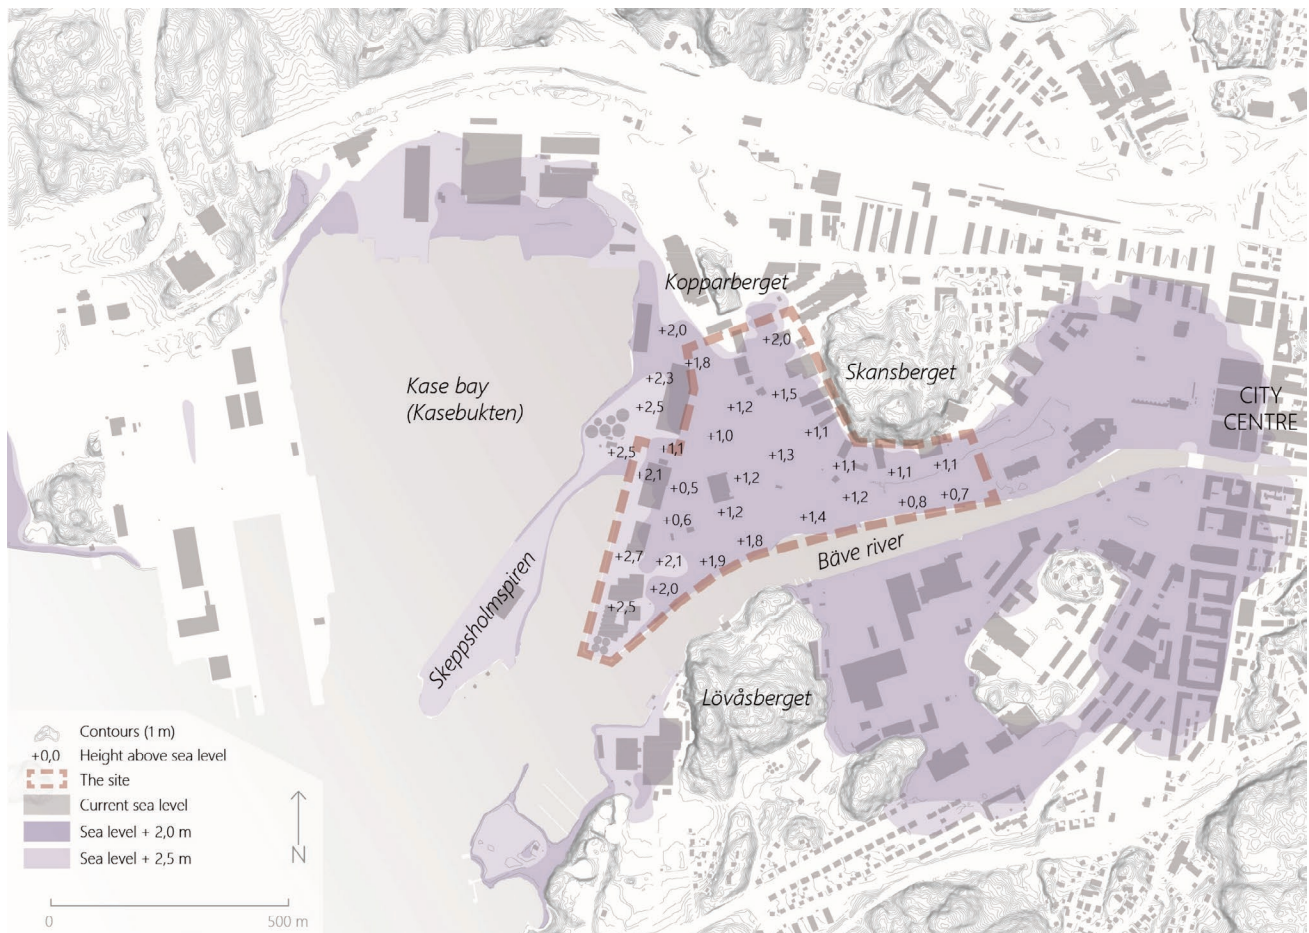 Kopparberget
+2,0
+2,0
+1,8
Skansberget
+2,3
Kase bay
(Kasebukten)
+1,5
+2,5
+1,2
CITY
CENTRE
+1,0
+1,1
+2,5
+1,1
+1,3
+1,1
+1,1
+1,1
+2,1
+1,2
+0,5
+1,2
+0,8
+0,7
+0,6
+1,2
+1,4
+1,8
Bäve river
+2,7
+2,1
+1,9
+2,0
+2,5
Skeppsholmspiren
Lövåsberget
Contours (1 m)
+0,0 Height above sea level
The site
Current sea level
Sea level + 2,0 m
Sea level + 2,5 m
N
0 500 m